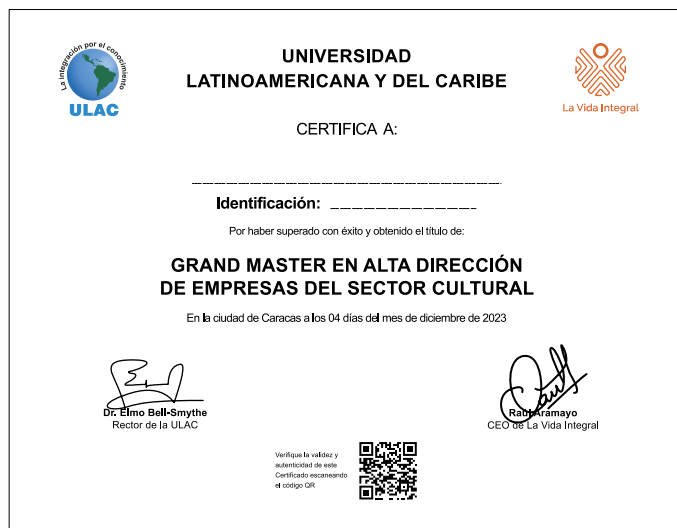 La integración por el conocimiento
ULAC
UNIVERSIDAD
LATINOAMERICANA Y DEL CARIBE
La Vida Integral
CERTIFICA A:
Identificación:
Por haber superado con éxito y obtenido el título de:
GRAND MASTER EN ALTA DIRECCIÓN
DE EMPRESAS DEL SECTOR CULTURAL
En la ciudad de Caracas a los 04 días del mes de diciembre de 2023
Dr. Elmo Bell-Smythe
Rector de la ULAC
Raúl Aramayo
CEO de La Vida Integral
Verifique la validez y
autenticidad de este
Certificado escaneando
el código QR